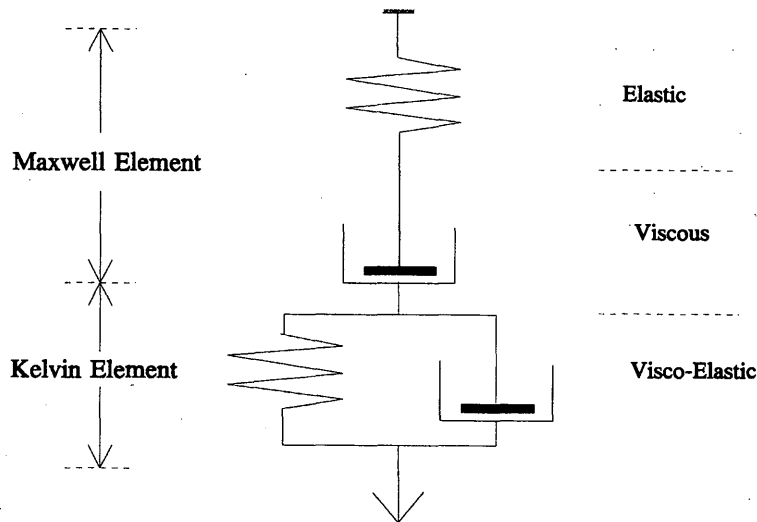 Elastic
Maxwell Element
Viscous
Kelvin Element
Visco-Elastic